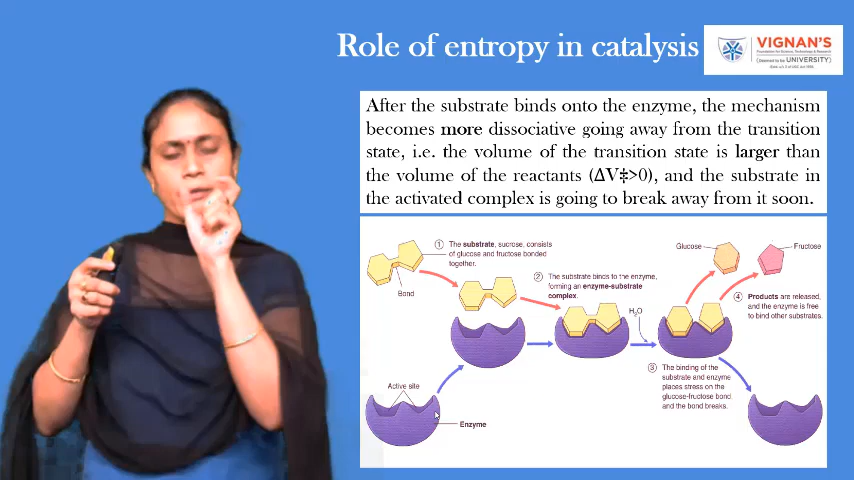 Role of entropy in catalysis
VIGNAN'S
Foundation for Science, Technology & Research
(Deemed to be UNIVERSITY)
After the substrate binds onto the enzyme, the mechanism
becomes more dissociative going away from the transition
state, i.e. the volume of the transition state is larger than
the volume of the reactants (ΔV‡>0), and the substrate in
the activated complex is going to break away from it soon.
① The substrate, sucrose, consists
of glucose and fructose bonded
together.
Bond
② The substrate binds to the enzyme,
forming an enzyme-substrate
complex.
H₂O
Glucose
Fructose
④ Products are released,
and the enzyme is free
to bind other substrates.
③ The binding of the
substrate and enzyme
places stress on the
glucose-fructose bond
and the bond breaks.
Active site
Enzyme